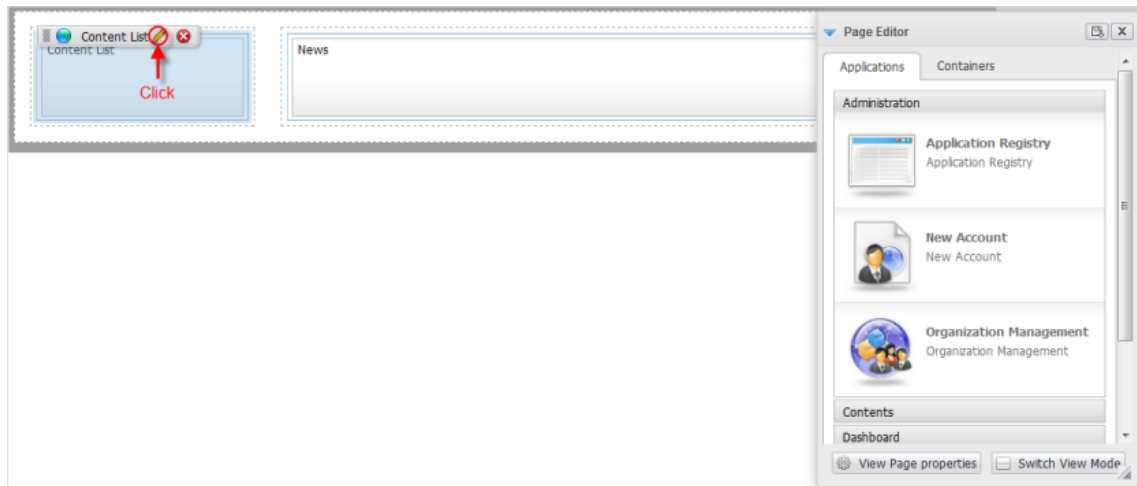 Content List
Content List
Click
News
Page Editor
Applications Containers
Administration
Application Registry
Application Registry
New Account
New Account
Organization Management
Organization Management
Contents
Dashboard
View Page properties Switch View Mode